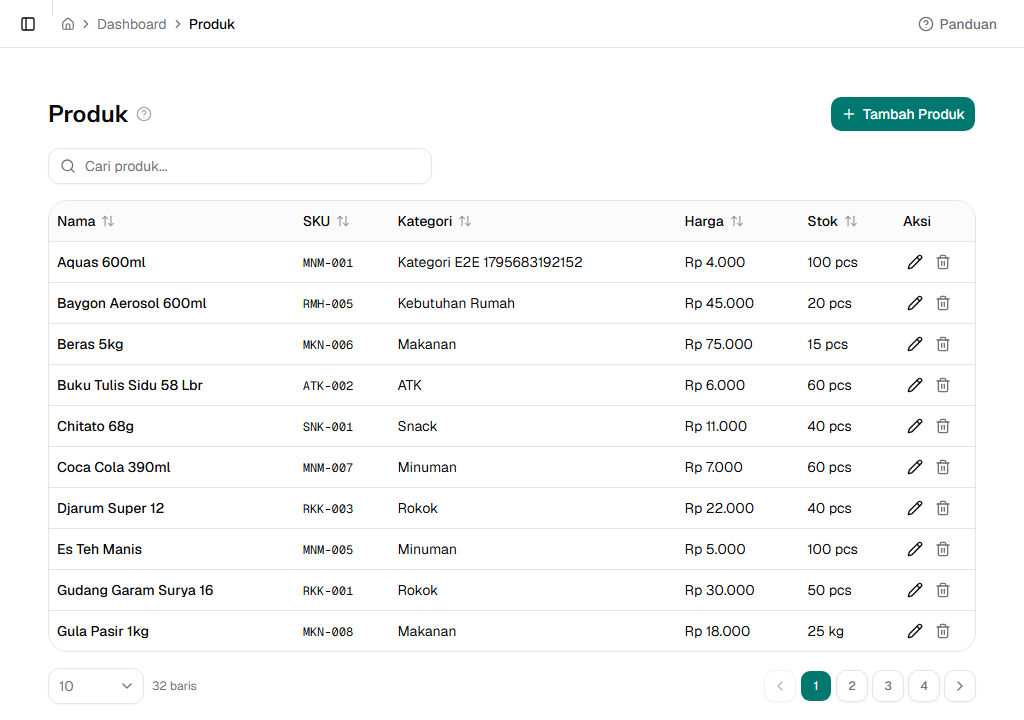 Dashboard Produk Panduan
Produk Tambah Produk
Cari produk...
Nama SKU Kategori Harga Stok Aksi
Aquas 600ml MNM-001 Kategori E2E 1795683192152 Rp 4.000 100 pcs
Baygon Aerosol 600ml RMH-005 Kebutuhan Rumah Rp 45.000 20 pcs
Beras 5kg MKN-006 Makanan Rp 75.000 15 pcs
Buku Tulis Sidu 58 Lbr ATK-002 ATK Rp 6.000 60 pcs
Chitato 68g SNK-001 Snack Rp 11.000 40 pcs
Coca Cola 390ml MNM-007 Minuman Rp 7.000 60 pcs
Djarum Super 12 RKK-003 Rokok Rp 22.000 40 pcs
Es Teh Manis MNM-005 Minuman Rp 5.000 100 pcs
Gudang Garam Surya 16 RKK-001 Rokok Rp 30.000 50 pcs
Gula Pasir 1kg MKN-008 Makanan Rp 18.000 25 kg
10 32 baris 1 2 3 4